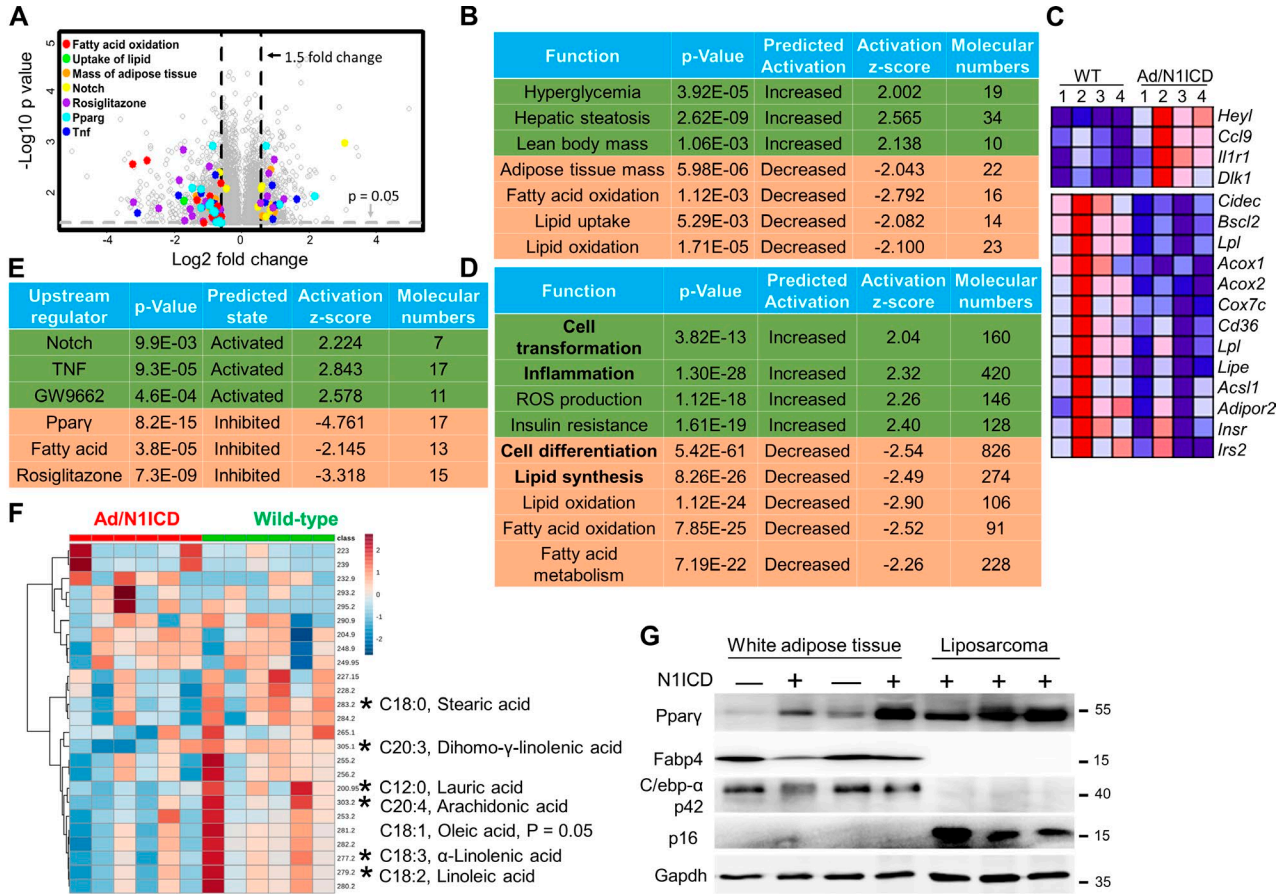 A
5
4
3
2
-Log10 p value
Fatty acid oxidation
Uptake of lipid
Mass of adipose tissue
Notch
Rosiglitazone
Pparg
Tnf
1.5 fold change
p = 0.05
-4 -2 0 2 4 6
Log2 fold change
B
Function p-Value Predicted Activation Activation z-score Molecular numbers
Hyperglycemia 3.92E-05 Increased 2.002 19
Hepatic steatosis 2.62E-09 Increased 2.565 34
Lean body mass 1.06E-03 Increased 2.138 10
Adipose tissue mass 5.98E-06 Decreased -2.043 22
Fatty acid oxidation 1.12E-03 Decreased -2.792 16
Lipid uptake 5.29E-03 Decreased -2.082 14
Lipid oxidation 1.71E-05 Decreased -2.100 23
C
WT Ad/N1ICD
1 2 3 4 1 2 3 4
Heyl
Ccl9
Il1r1
Dlk1
Cidec
Bscl2
Lpl
Acox1
Acox2
Cox7c
Cd36
Lpl
Lipe
Acsl1
Adipor2
Insr
Irs2
D
Function p-Value Predicted Activation Activation z-score Molecular numbers
Cell transformation 3.82E-13 Increased 2.04 160
Inflammation 1.30E-28 Increased 2.32 420
ROS production 1.12E-18 Increased 2.26 146
Insulin resistance 1.61E-19 Increased 2.40 128
Cell differentiation 5.42E-61 Decreased -2.54 826
Lipid synthesis 8.26E-26 Decreased -2.49 274
Lipid oxidation 1.12E-24 Decreased -2.90 106
Fatty acid oxidation 7.85E-25 Decreased -2.52 91
Fatty acid metabolism 7.19E-22 Decreased -2.26 228
E
Upstream regulator p-Value Predicted state Activation z-score Molecular numbers
Notch 9.9E-03 Activated 2.224 7
TNF 9.3E-05 Activated 2.843 17
GW9662 4.6E-04 Activated 2.578 11
Pparγ 8.2E-15 Inhibited -4.761 17
Fatty acid 3.8E-05 Inhibited -2.145 13
Rosiglitazone 7.3E-09 Inhibited -3.318 15
F
Ad/N1ICD Wild-type
class
2
1
0
-1
-2
223
239
232.9
293.2
295.2
290.9
204.9
248.9
249.95
227.15
228.2
283.2 * C18:0, Stearic acid
284.2
265.1
305.1 * C20:3, Dihomo-γ-linolenic acid
255.2
256.2
200.95 * C12:0, Lauric acid
303.2 * C20:4, Arachidonic acid
253.2
281.2 C18:1, Oleic acid, P = 0.05
282.2
277.2 * C18:3, α-Linolenic acid
279.2 * C18:2, Linoleic acid
280.2
G
White adipose tissue Liposarcoma
N1ICD — + — + + + +
Pparγ 55
Fabp4 15
C/ebp-α
p42 40
p16 15
Gapdh 35